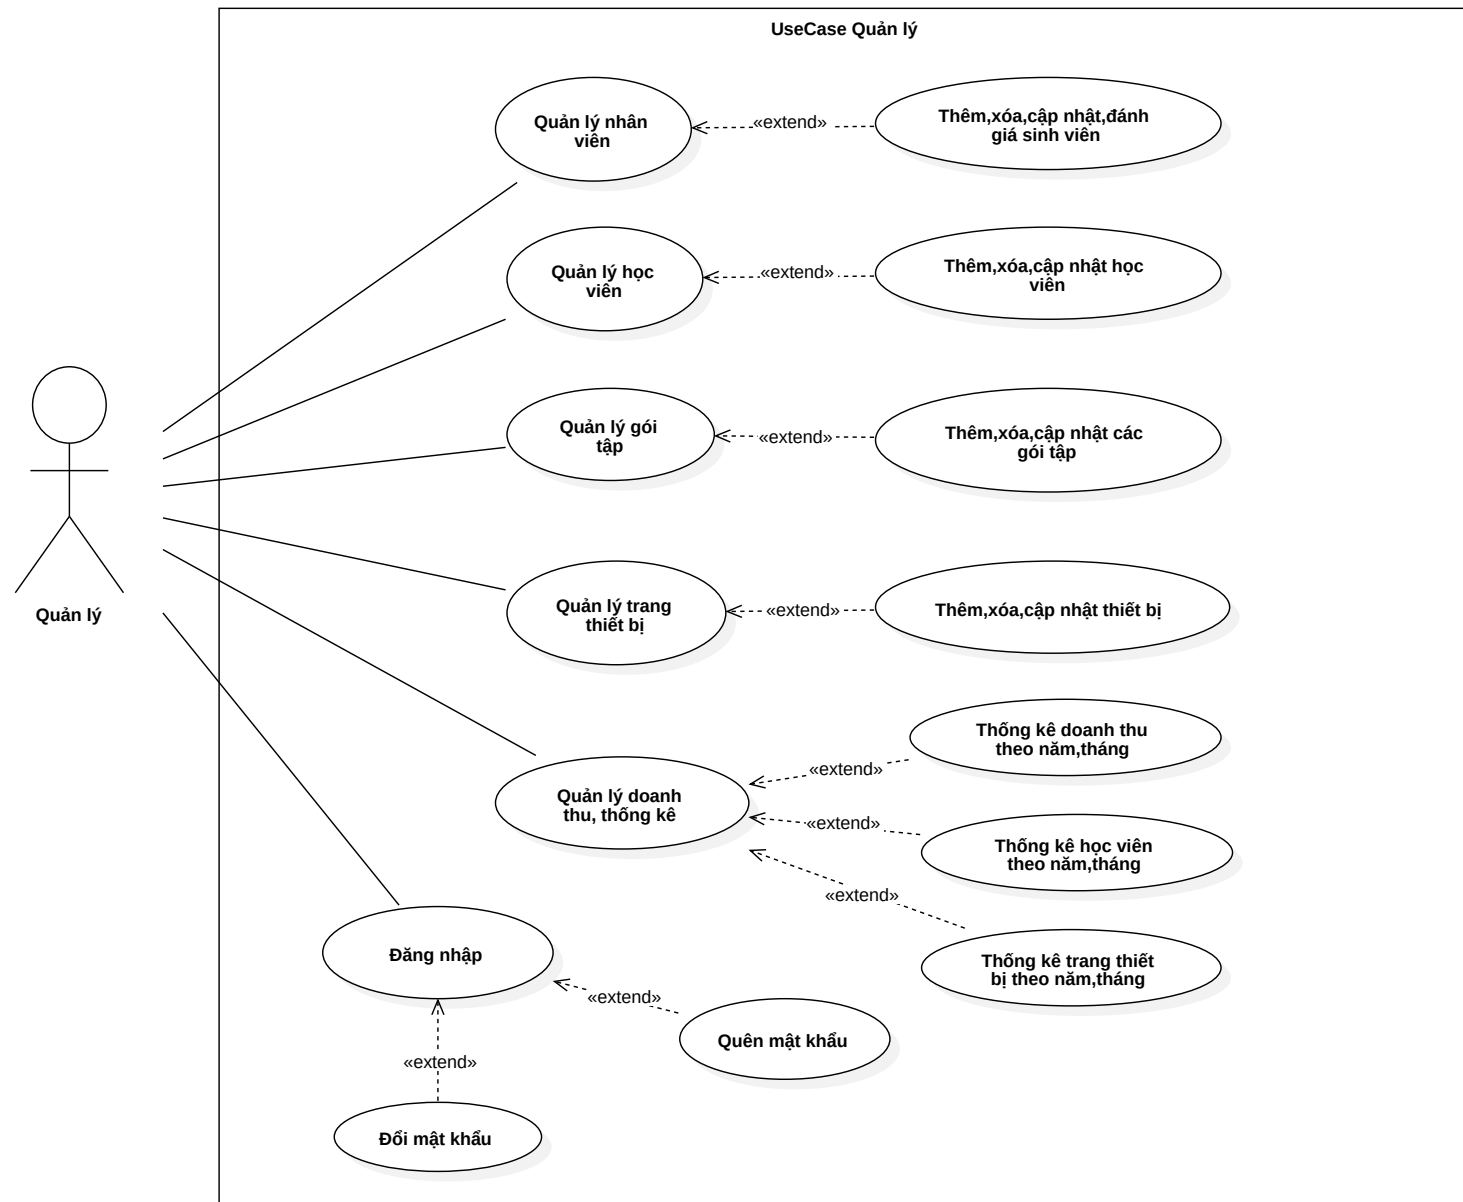 UseCase Quản lý
Quản lý nhân
viên
«extend»
Thêm,xóa,cập nhật,đánh
giá sinh viên
Quản lý học
viên
«extend»
Thêm,xóa,cập nhật học
viên
Quản lý gói
tập
«extend»
Thêm,xóa,cập nhật các
gói tập
Quản lý
Quản lý trang
thiết bị
«extend»
Thêm,xóa,cập nhật thiết bị
Quản lý doanh
thu, thống kê
«extend»
Thống kê doanh thu
theo năm,tháng
«extend»
Thống kê học viên
theo năm,tháng
«extend»
Thống kê trang thiết
bị theo năm,tháng
Đăng nhập
«extend»
Quên mật khẩu
«extend»
Đổi mật khẩu